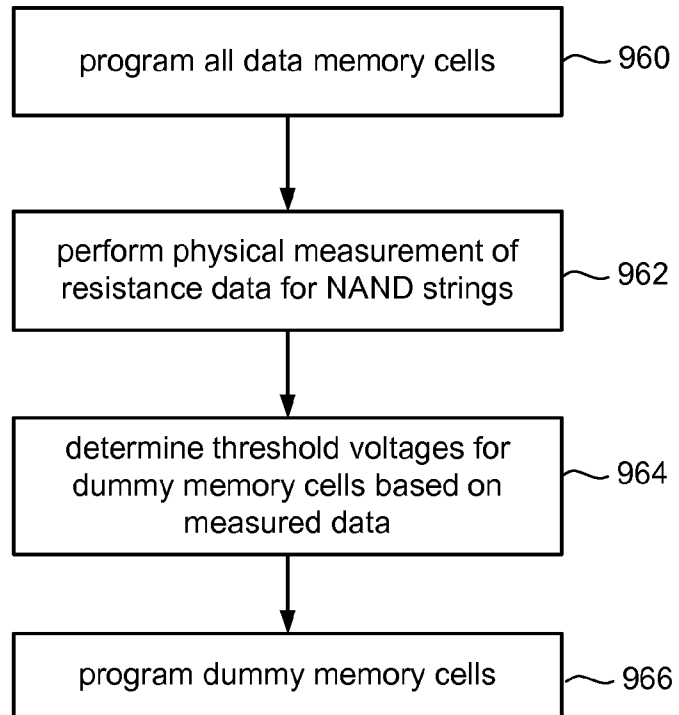 program all data memory cells
960
perform physical measurement of
resistance data for NAND strings
962
determine threshold voltages for
dummy memory cells based on
measured data
964
program dummy memory cells
966